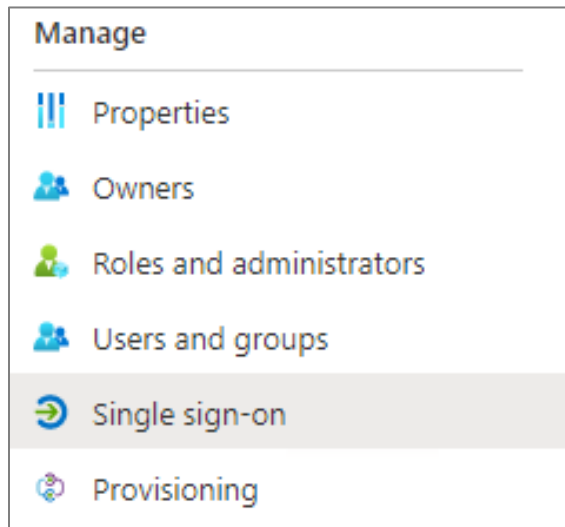 Manage
Properties
Owners
Roles and administrators
Users and groups
Single sign-on
Provisioning